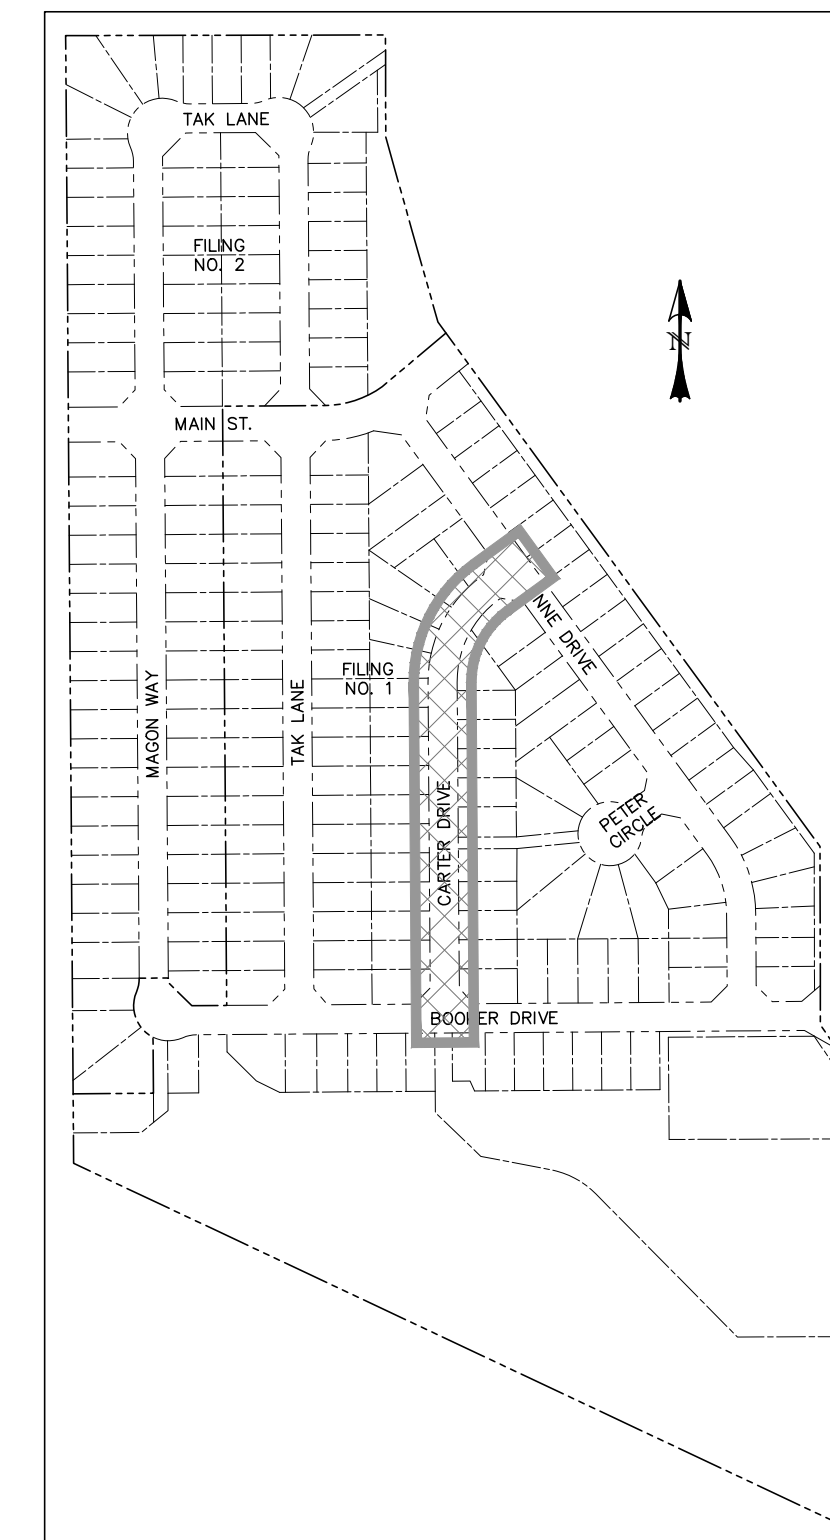 TAK LANE
FILING
NO. 2
N
MAIN ST.
NNE DRIVE
FILING
NO. 1
MAGON WAY
TAK LANE
CARTER DRIVE
PETER
CIRCLE
BOOKER DRIVE